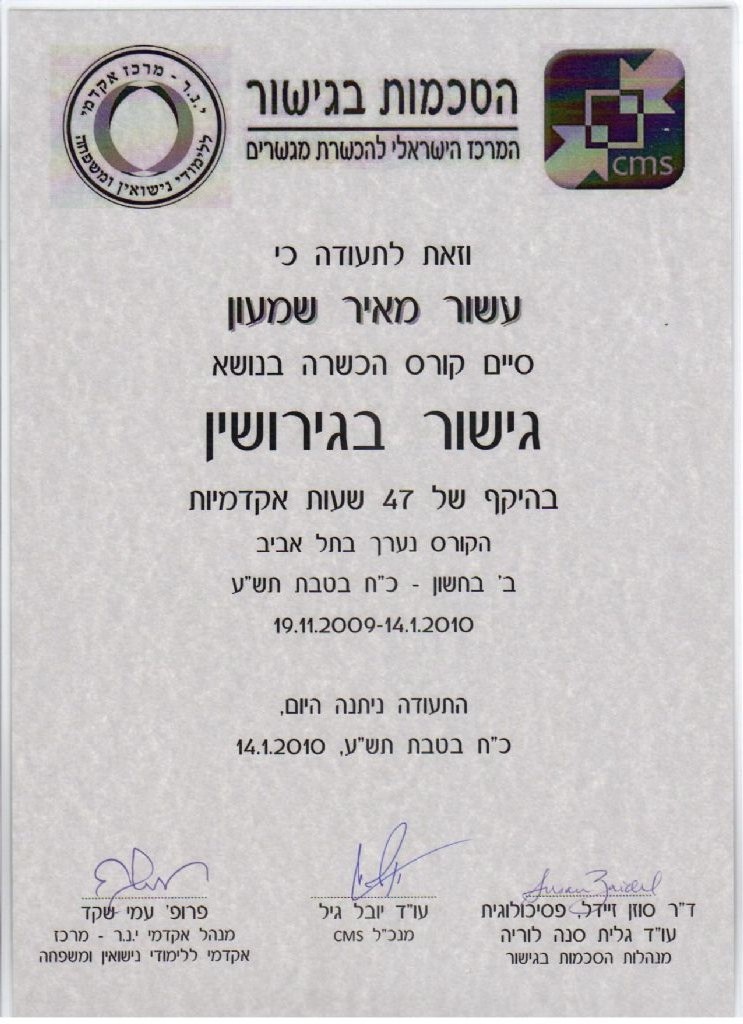 י.נ.ר - מרכז אקדמי
ללימודי נישואין ומשפחה
הסכמות בגישור
המרכז הישראלי להכשרת מגשרים
cms
וזאת לתעודה כי
עשור מאיר שמעון
סיים קורס הכשרה בנושא
גישור בגירושין
בהיקף של 47 שעות אקדמיות
הקורס נערך בתל אביב
ב' בחשון - כ"ח בטבת תש"ע
19.11.2009-14.1.2010
התעודה ניתנה היום,
כ"ח בטבת תש"ע, 14.1.2010
Susan Zaidel
ד"ר סוזן זיידל, פסיכולוגית
עו"ד גלית סנה לוריה
מנהלות הסכמות בגישור
עו"ד יובל גיל
מנכ"ל CMS
פרופ' עמי שקד
מנהל אקדמי י.נ.ר - מרכז
אקדמי ללימודי נישואין ומשפחה